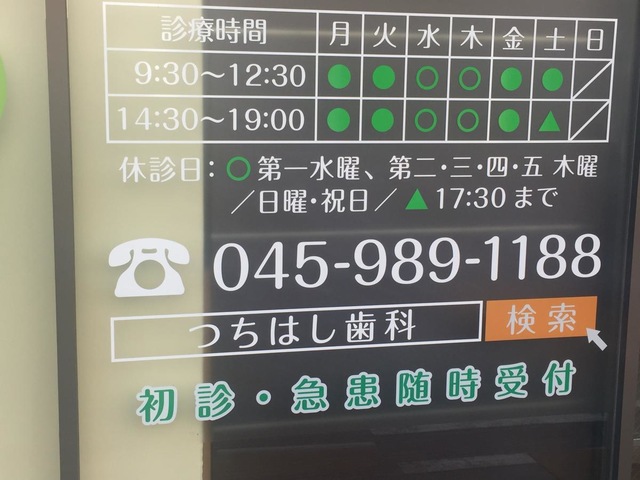 診療時間 月 火 水 木 金 土 日
9:30〜12:30 ● ● ○ ○ ● ● ／
14:30〜19:00 ● ● ○ ○ ● ▲ ／
休診日：○第一水曜、第二・三・四・五 木曜
／日曜・祝日／▲17:30まで
045-989-1188
つちはし歯科 検索
初診・急患随時受付